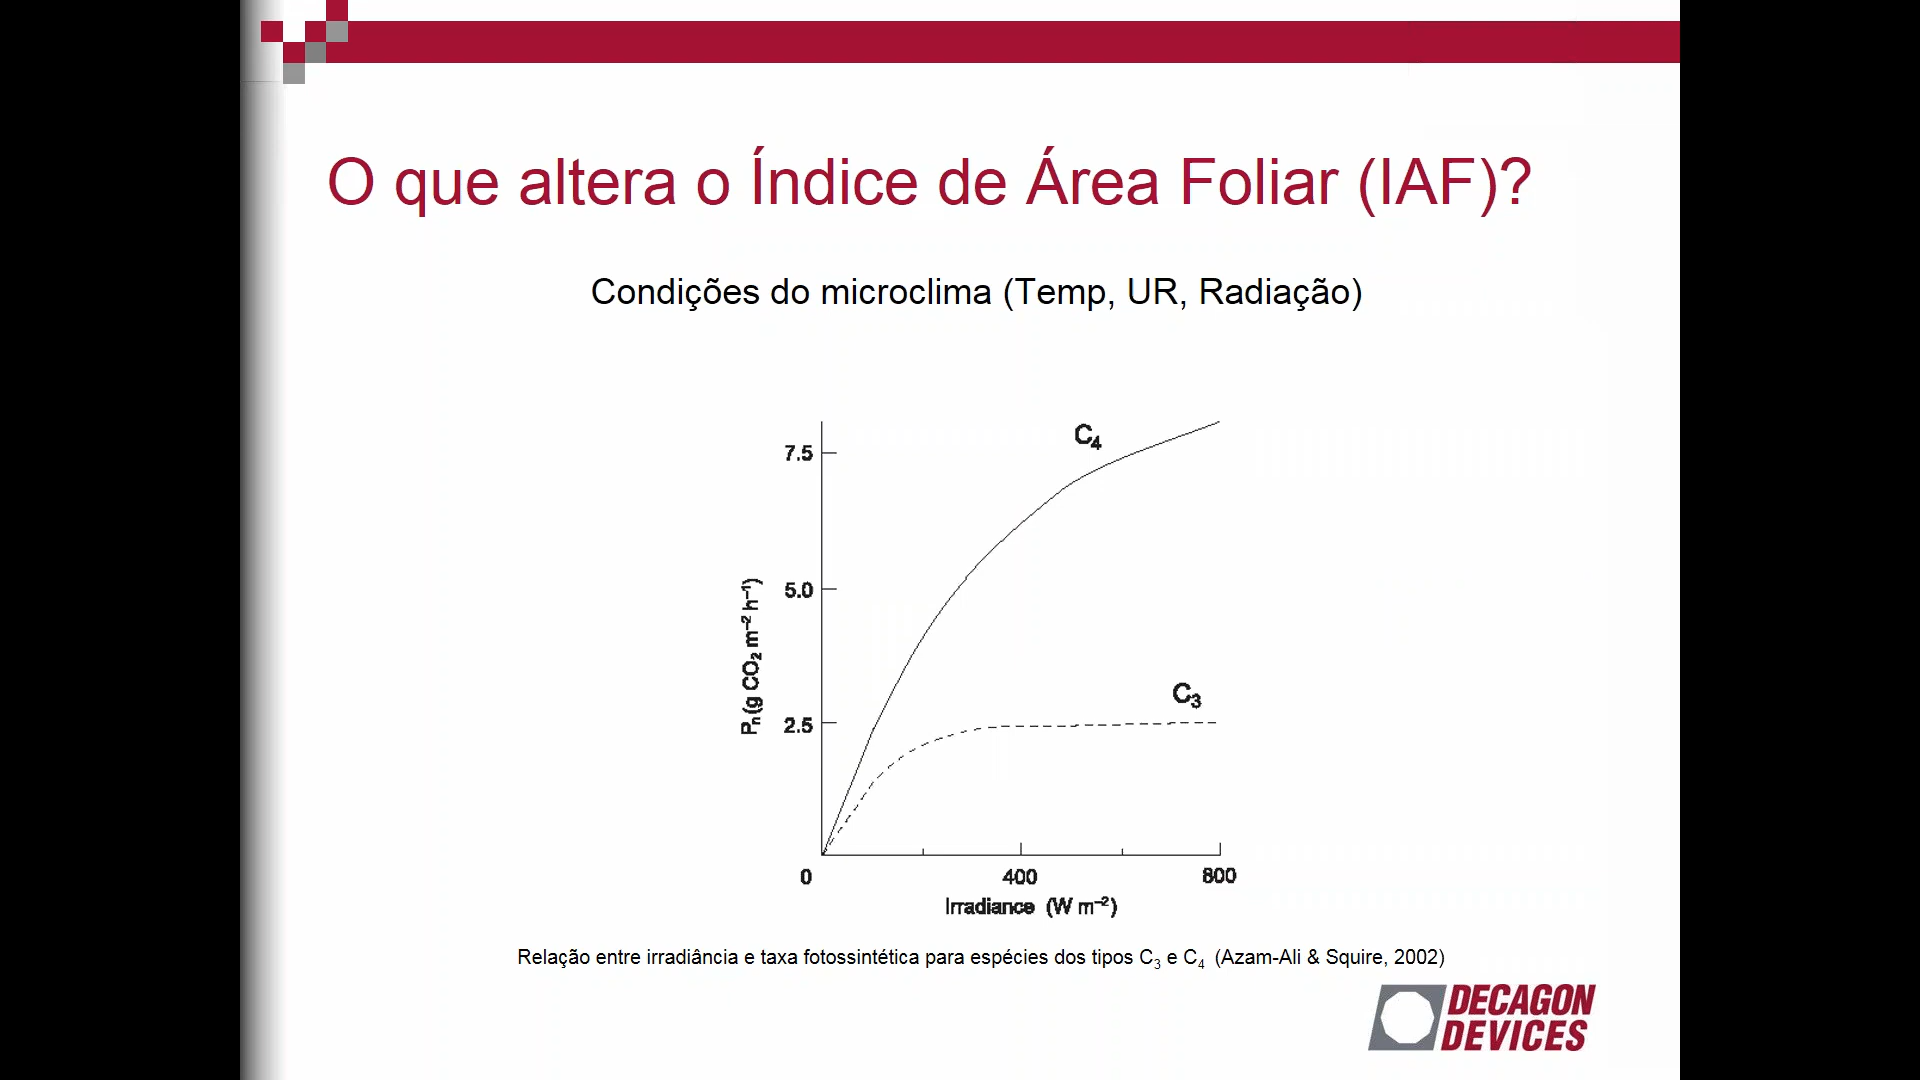 O que altera o Índice de Área Foliar (IAF)?
Condições do microclima (Temp, UR, Radiação)
C₄
7.5
5.0
C₃
2.5
Pₙ (g CO₂ m⁻² h⁻¹)
0
400
800
Irradiance (W m⁻²)
Relação entre irradiância e taxa fotossintética para espécies dos tipos C₃ e C₄ (Azam-Ali & Squire, 2002)
DECAGON
DEVICES